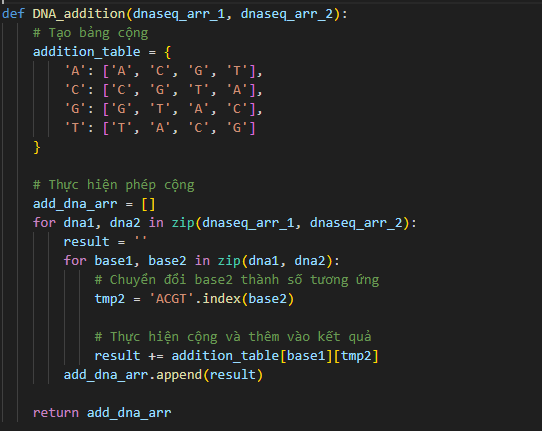 def DNA_addition(dnaseq_arr_1, dnaseq_arr_2):
    # Tạo bảng cộng
    addition_table = {
        'A': ['A', 'C', 'G', 'T'],
        'C': ['C', 'G', 'T', 'A'],
        'G': ['G', 'T', 'A', 'C'],
        'T': ['T', 'A', 'C', 'G']
    }

    # Thực hiện phép cộng
    add_dna_arr = []
    for dna1, dna2 in zip(dnaseq_arr_1, dnaseq_arr_2):
        result = ''
        for base1, base2 in zip(dna1, dna2):
            # Chuyển đổi base2 thành số tương ứng
            tmp2 = 'ACGT'.index(base2)

            # Thực hiện cộng và thêm vào kết quả
            result += addition_table[base1][tmp2]
        add_dna_arr.append(result)

    return add_dna_arr